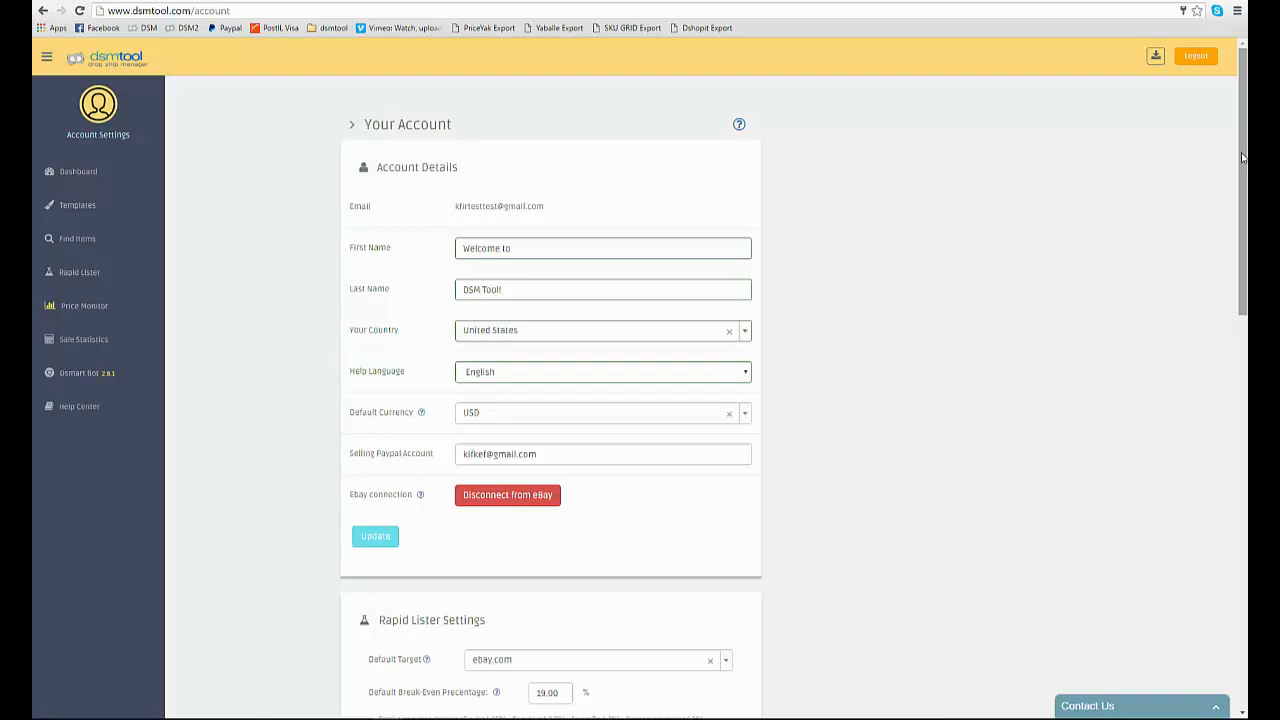 www.dsmtool.com/account
Apps Facebook DSM DSM2 Paypal PostIL Visa dsmtool Vimeo: Watch, upload PriceYak Export Yaballe Export SKU GRID Export Dshopit Export
dsmtool
drop ship manager
Logout
Account Settings
Dashboard
Templates
Find Items
Rapid Lister
Price Monitor
Sale Statistics
Dsmart Bot 2.8.1
Help Center
> Your Account
Account Details
Email kfirtesttest@gmail.com
First Name Welcome to
Last Name DSM Tool!
Your Country United States
Help Language English
Default Currency USD
Selling Paypal Account kifkef@gmail.com
Ebay connection Disconnect from eBay
Update
Rapid Lister Settings
Default Target ebay.com
Default Break-Even Precentage: 19.00 %
Contact Us